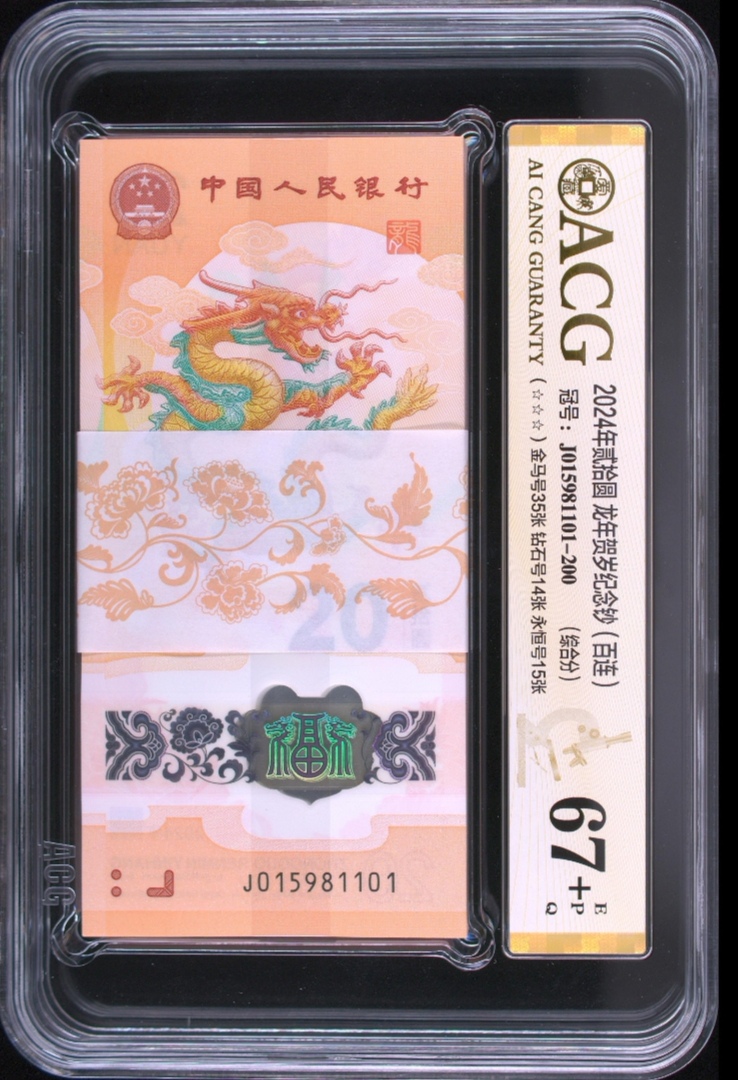 中国人民银行
龍
20
J015981101
ACG
AI CANG GUARANTY
2024年贰拾圆 龙年贺岁纪念钞（百连）
冠号：J015981101-200 （综合分）
（☆☆☆）金马号35张 钻石号14张 永恒号15张
67+
E
P
Q
ACG